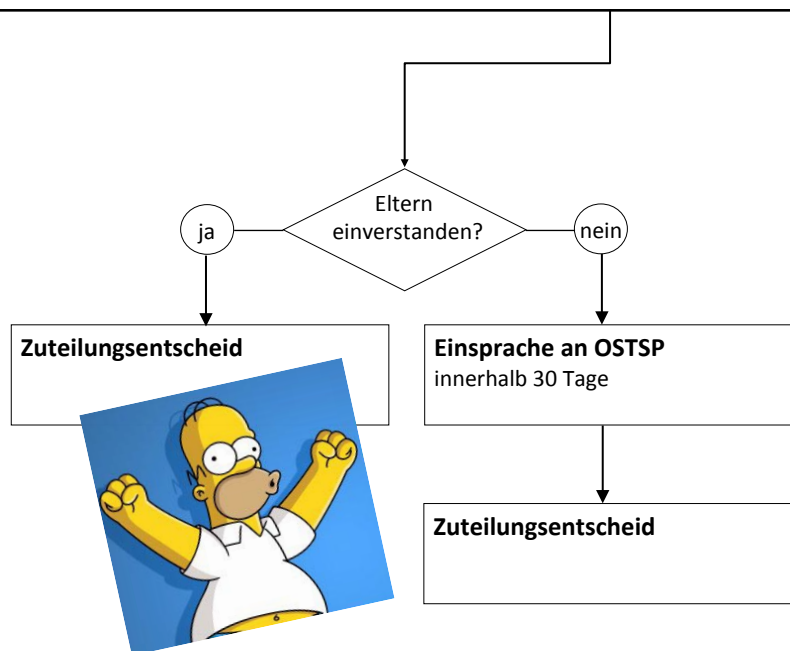 Eltern
einverstanden?
ja
nein
Zuteilungsentscheid
Einsprache an OSTSP
innerhalb 30 Tage
Zuteilungsentscheid